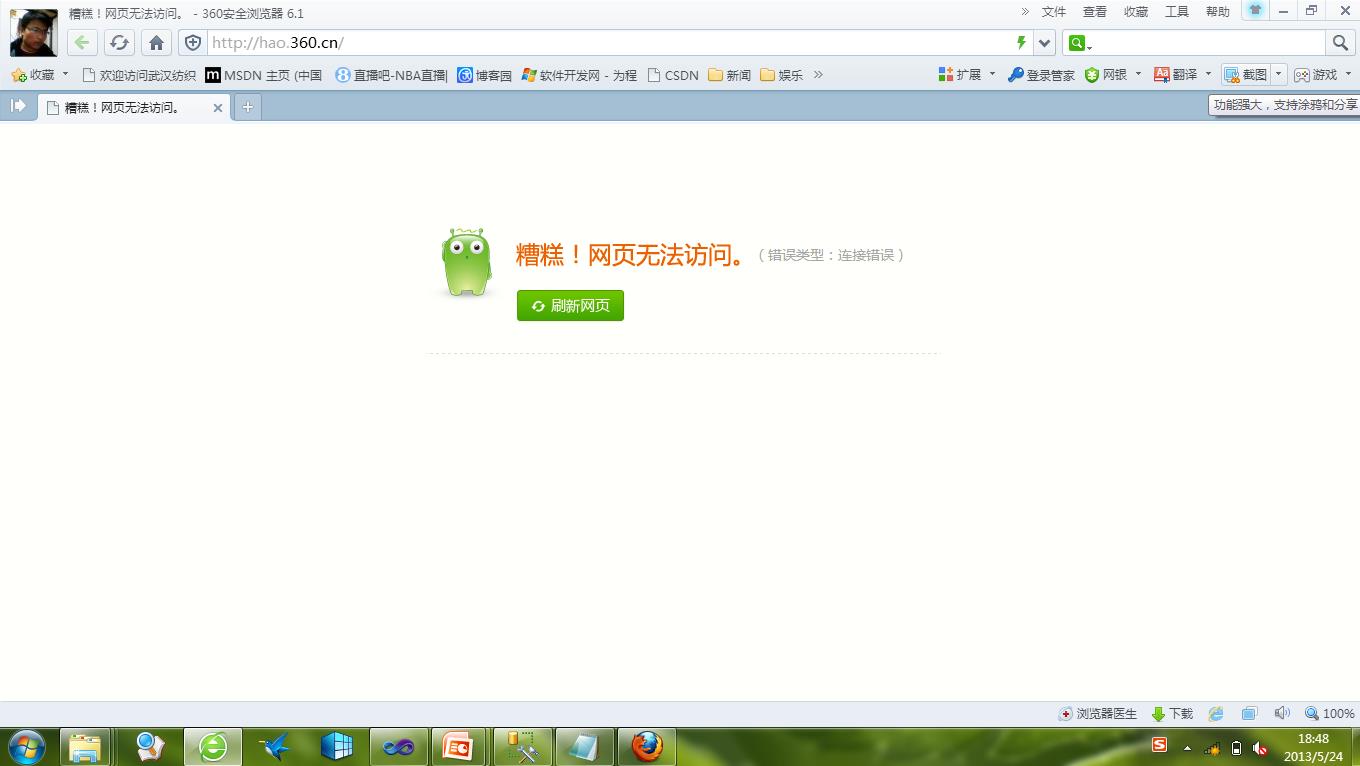 糟糕！网页无法访问。 - 360安全浏览器 6.1
» 文件 查看 收藏 工具 帮助
http://hao.360.cn/
收藏 欢迎访问武汉纺织 MSDN 主页 (中国 直播吧-NBA直播| 博客园 软件开发网 - 为程 CSDN 新闻 娱乐 » 扩展 登录管家 网银 翻译 截图 游戏
糟糕！网页无法访问。
功能强大，支持涂鸦和分享
糟糕！网页无法访问。（错误类型：连接错误）
刷新网页
浏览器医生 下载 100%
18:48
2013/5/24